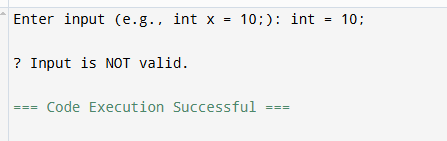 Enter input (e.g., int x = 10;): int = 10;
? Input is NOT valid.
=== Code Execution Successful ===